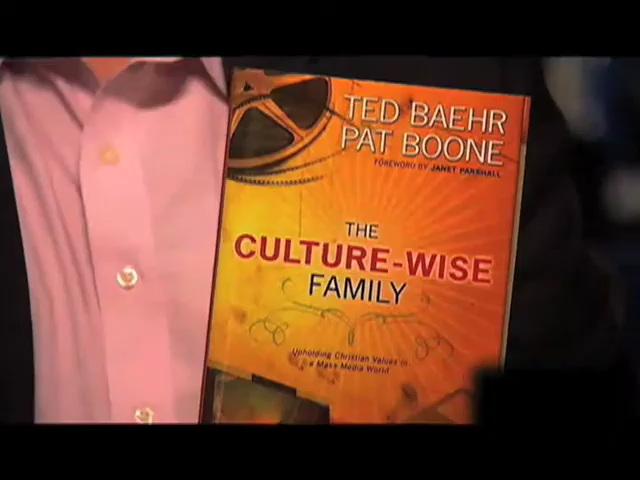 TED BAEHR
PAT BOONE
FOREWORD BY JANET PARSHALL
THE
CULTURE-WISE
FAMILY
Upholding Christian Values in
a Mass Media World